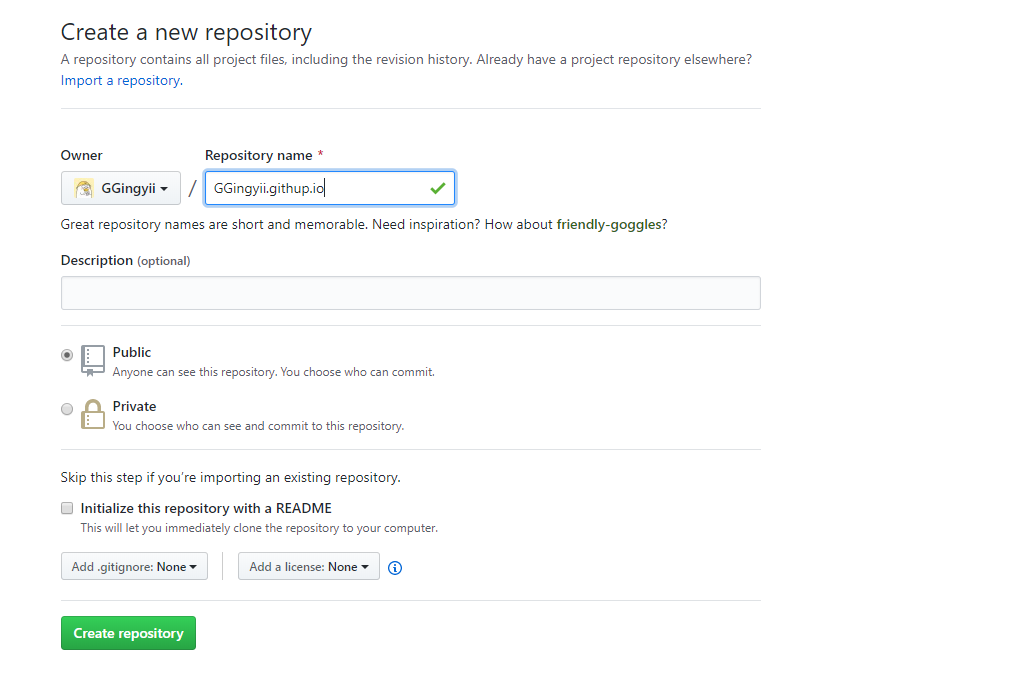 Create a new repository
A repository contains all project files, including the revision history. Already have a project repository elsewhere?
Import a repository.
Owner
Repository name *
GGingyii
/
GGingyii.githup.io
Great repository names are short and memorable. Need inspiration? How about friendly-goggles?
Description (optional)
Public
Anyone can see this repository. You choose who can commit.
Private
You choose who can see and commit to this repository.
Skip this step if you’re importing an existing repository.
Initialize this repository with a README
This will let you immediately clone the repository to your computer.
Add .gitignore: None
Add a license: None
Create repository